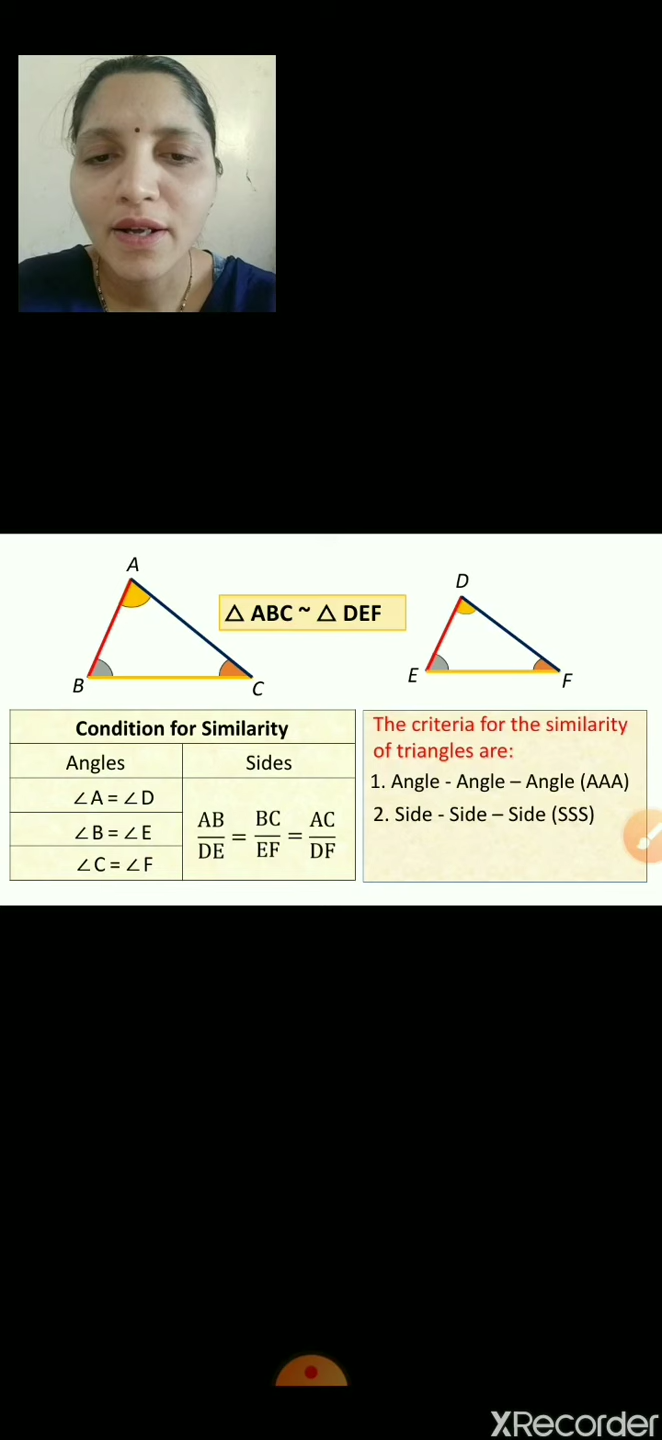 A
△ ABC ~ △ DEF
D
B
C
E
F
Condition for Similarity
Angles
Sides
∠A = ∠D
∠B = ∠E
∠C = ∠F
AB/DE = BC/EF = AC/DF
The criteria for the similarity
of triangles are:
1. Angle - Angle – Angle (AAA)
2. Side - Side – Side (SSS)
XRecorder